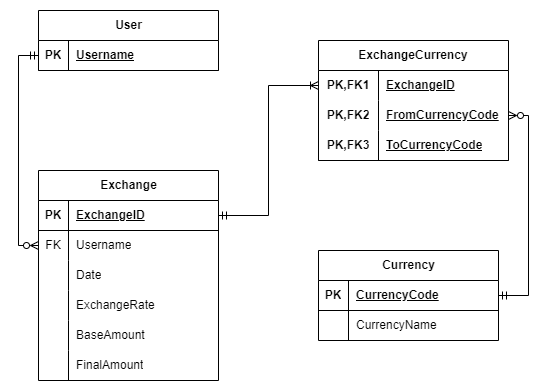 User
PK Username
ExchangeCurrency
PK,FK1 ExchangeID
PK,FK2 FromCurrencyCode
PK,FK3 ToCurrencyCode
Exchange
PK ExchangeID
FK Username
Date
ExchangeRate
BaseAmount
FinalAmount
Currency
PK CurrencyCode
CurrencyName